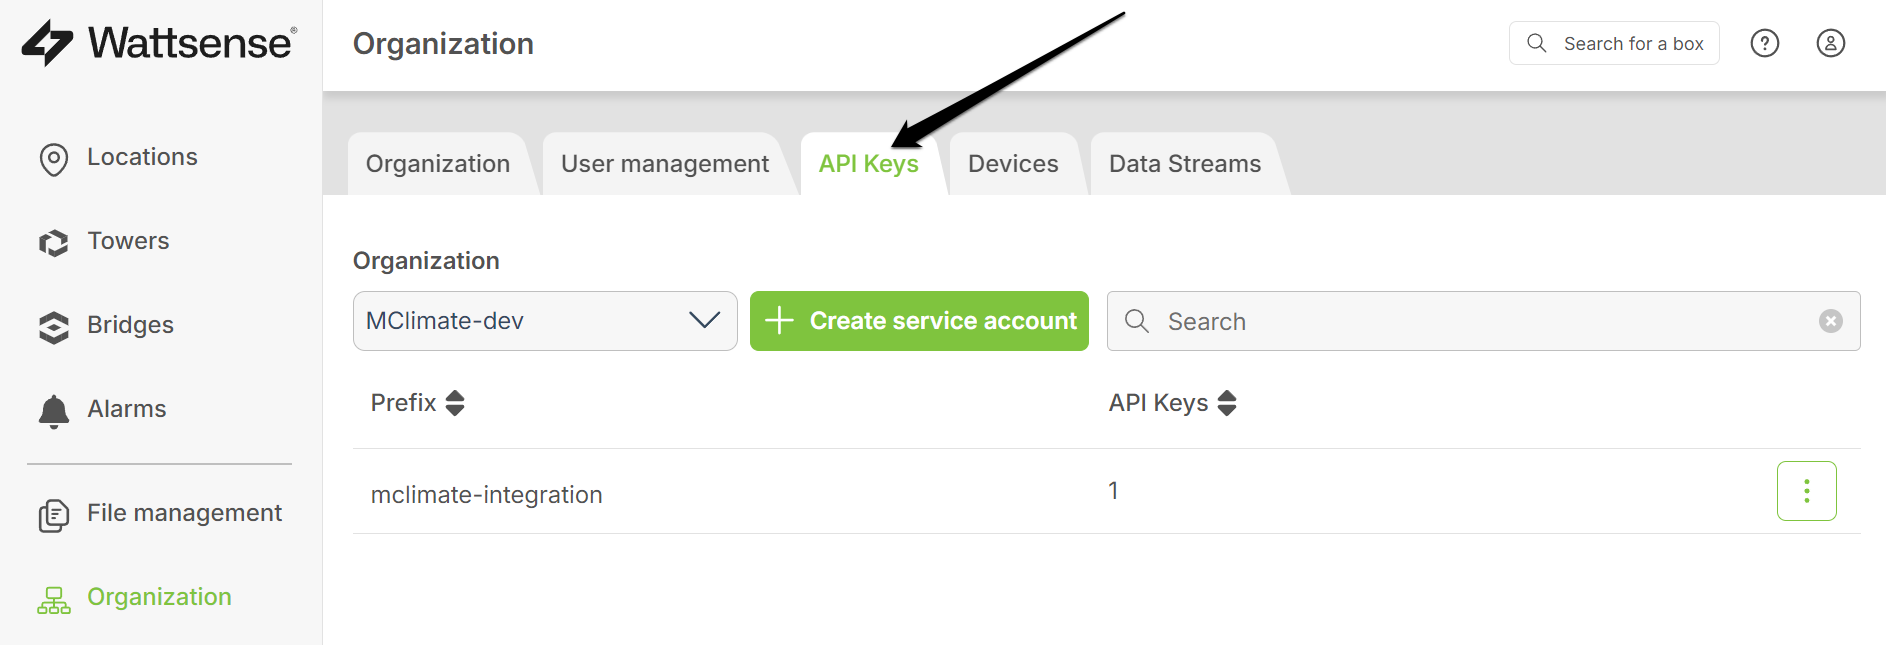 Wattsense®
Organization
Search for a box
Locations
Towers
Bridges
Alarms
File management
Organization
Organization
User management
API Keys
Devices
Data Streams
Organization
MClimate-dev
Create service account
Search
Prefix
API Keys
mclimate-integration
1